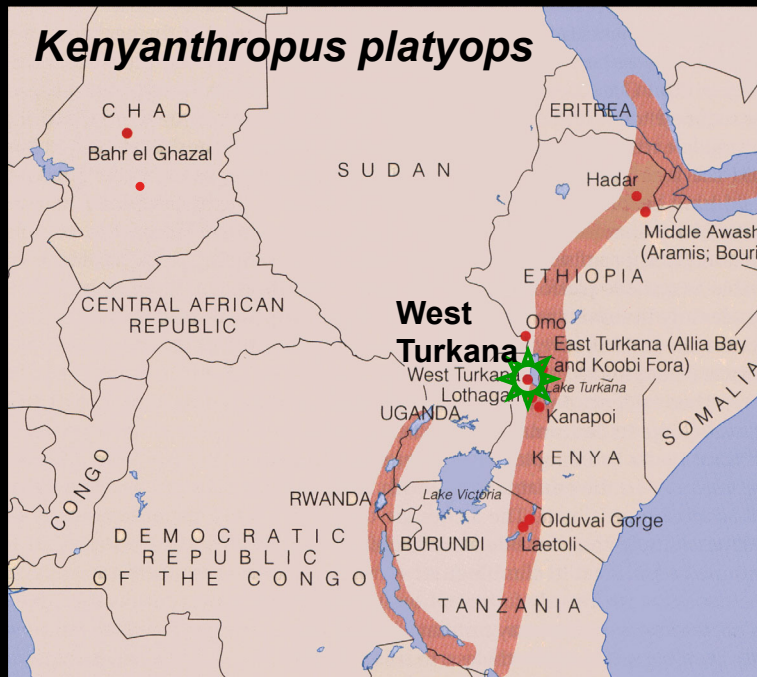 Kenyanthropus platyops
CHAD
Bahr el Ghazal
ERITREA
SUDAN
Hadar
Middle Awash
(Aramis; Bouri
ETHIOPIA
CENTRAL AFRICAN
REPUBLIC
West
Turkana
Omo
East Turkana (Allia Bay
and Koobi Fora)
West Turkana
Lake Turkana
Lothagam
UGANDA
Kanapoi
SOMALIA
KENYA
CONGO
RWANDA
Lake Victoria
Olduvai Gorge
DEMOCRATIC
REPUBLIC
OF THE CONGO
BURUNDI
Laetoli
TANZANIA